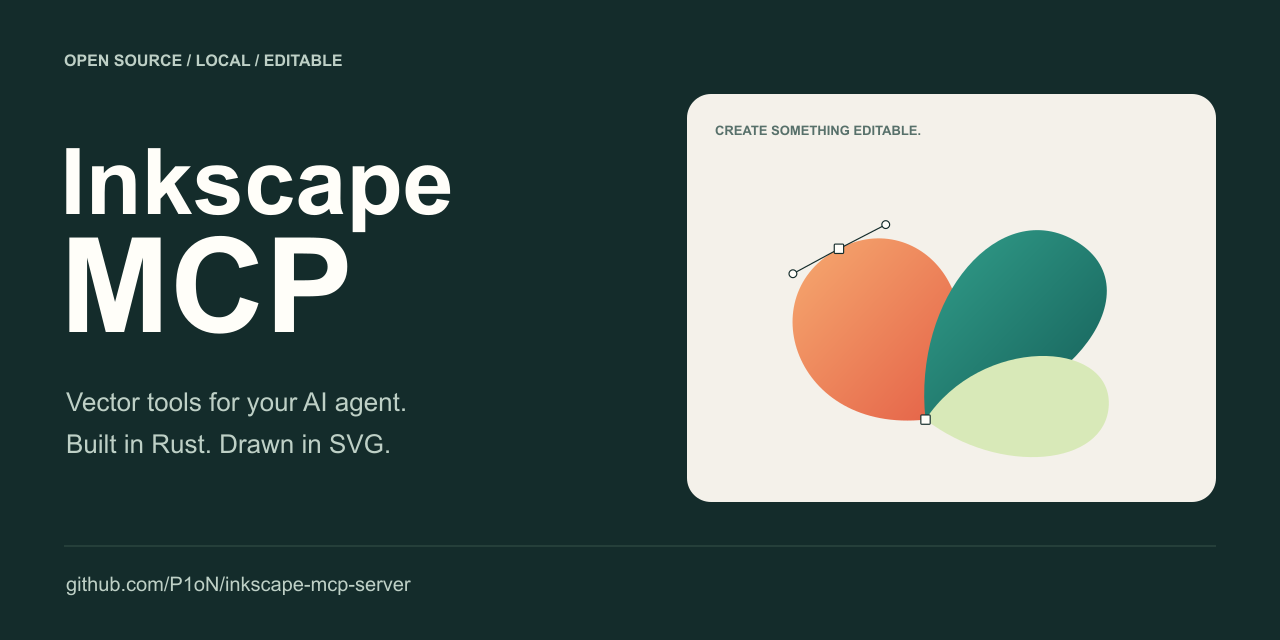 OPEN SOURCE / LOCAL / EDITABLE
Inkscape
MCP
Vector tools for your AI agent.
Built in Rust. Drawn in SVG.
CREATE SOMETHING EDITABLE.
github.com/P1oN/inkscape-mcp-server